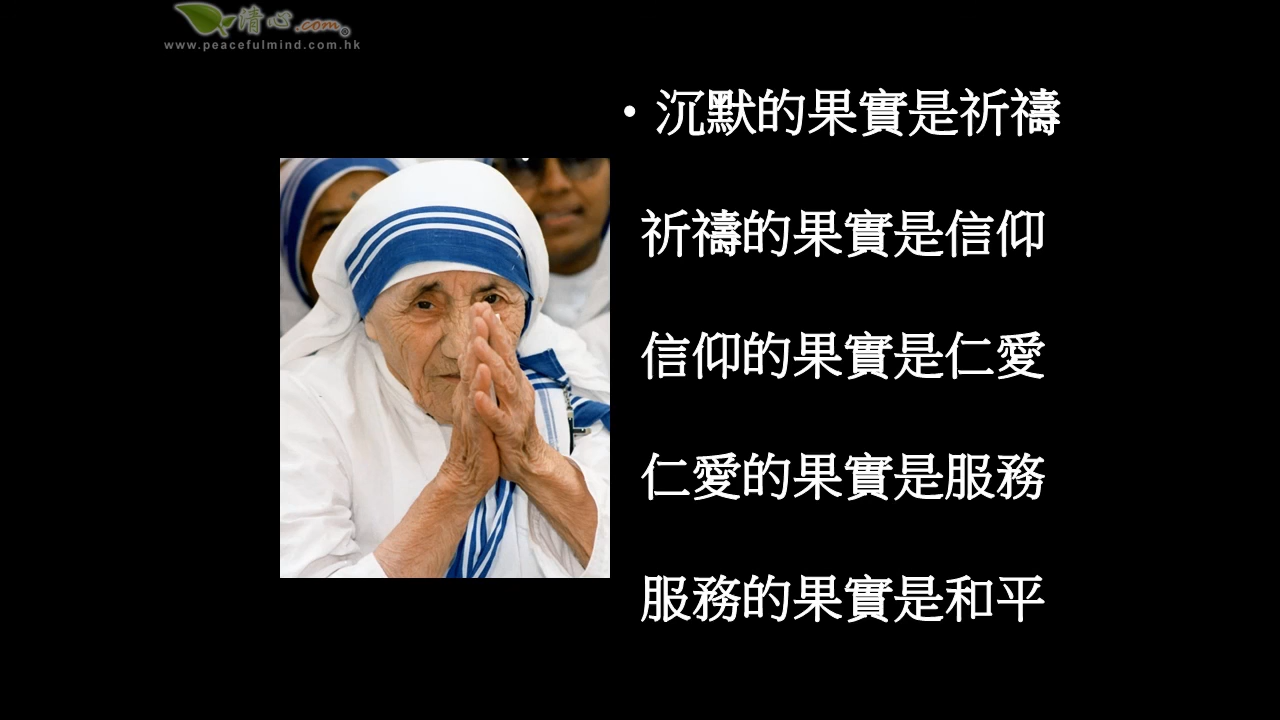 清心.com®
www.peacefulmind.com.hk
• 沉默的果實是祈禱
祈禱的果實是信仰
信仰的果實是仁愛
仁愛的果實是服務
服務的果實是和平